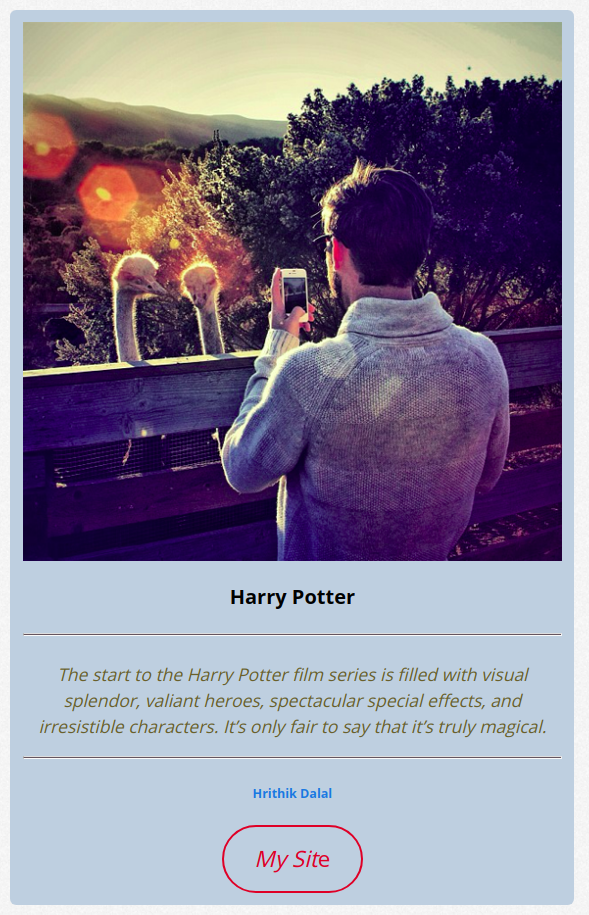 Harry Potter
The start to the Harry Potter film series is filled with visual
splendor, valiant heroes, spectacular special effects, and
irresistible characters. It’s only fair to say that it’s truly magical.
Hrithik Dalal
My Site